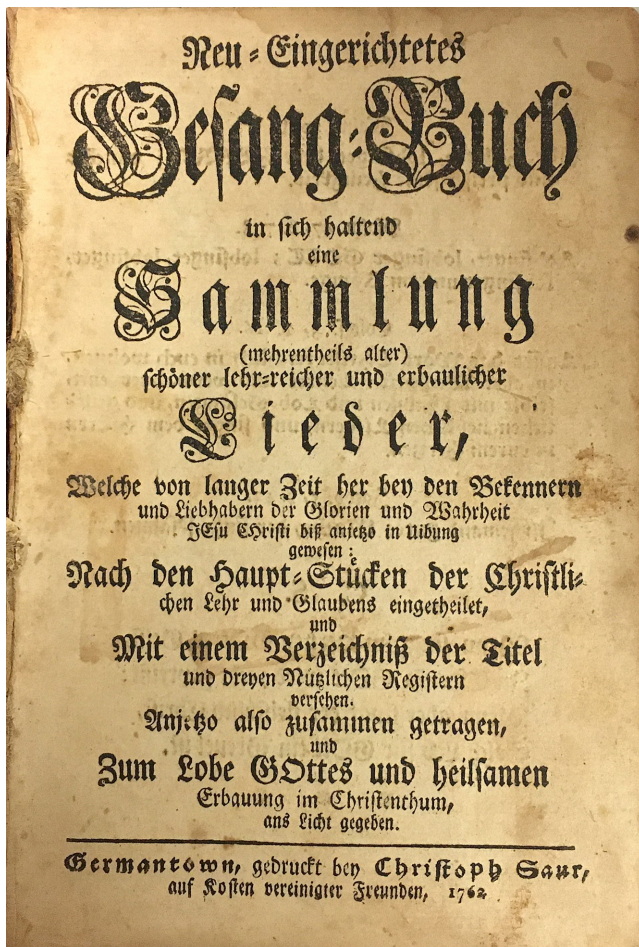 Neu-Eingerichtetes
Gesang-Buch
in sich haltend
eine
Sammlung
(mehrentheils alter)
schöner lehr-reicher und erbaulicher
Lieder,
Welche von langer Zeit her bey den Bekennern
und Liebhabern der Glorien und Wahrheit
JEsu CHristi biß anjetzo in Uibung
gewesen:
Nach den Haupt-Stücken der Christli-
chen Lehr und Glaubens eingetheilet,
und
Mit einem Verzeichniß der Titel
und dreyen Nützlichen Registern
versehen.
Anjetzo also zusammen getragen,
und
Zum Lobe GOttes und heilsamen
Erbauung im Christenthum,
ans Licht gegeben.
Germantown, gedruckt bey Christoph Saur,
auf Kosten vereinigter Freunden, 1762